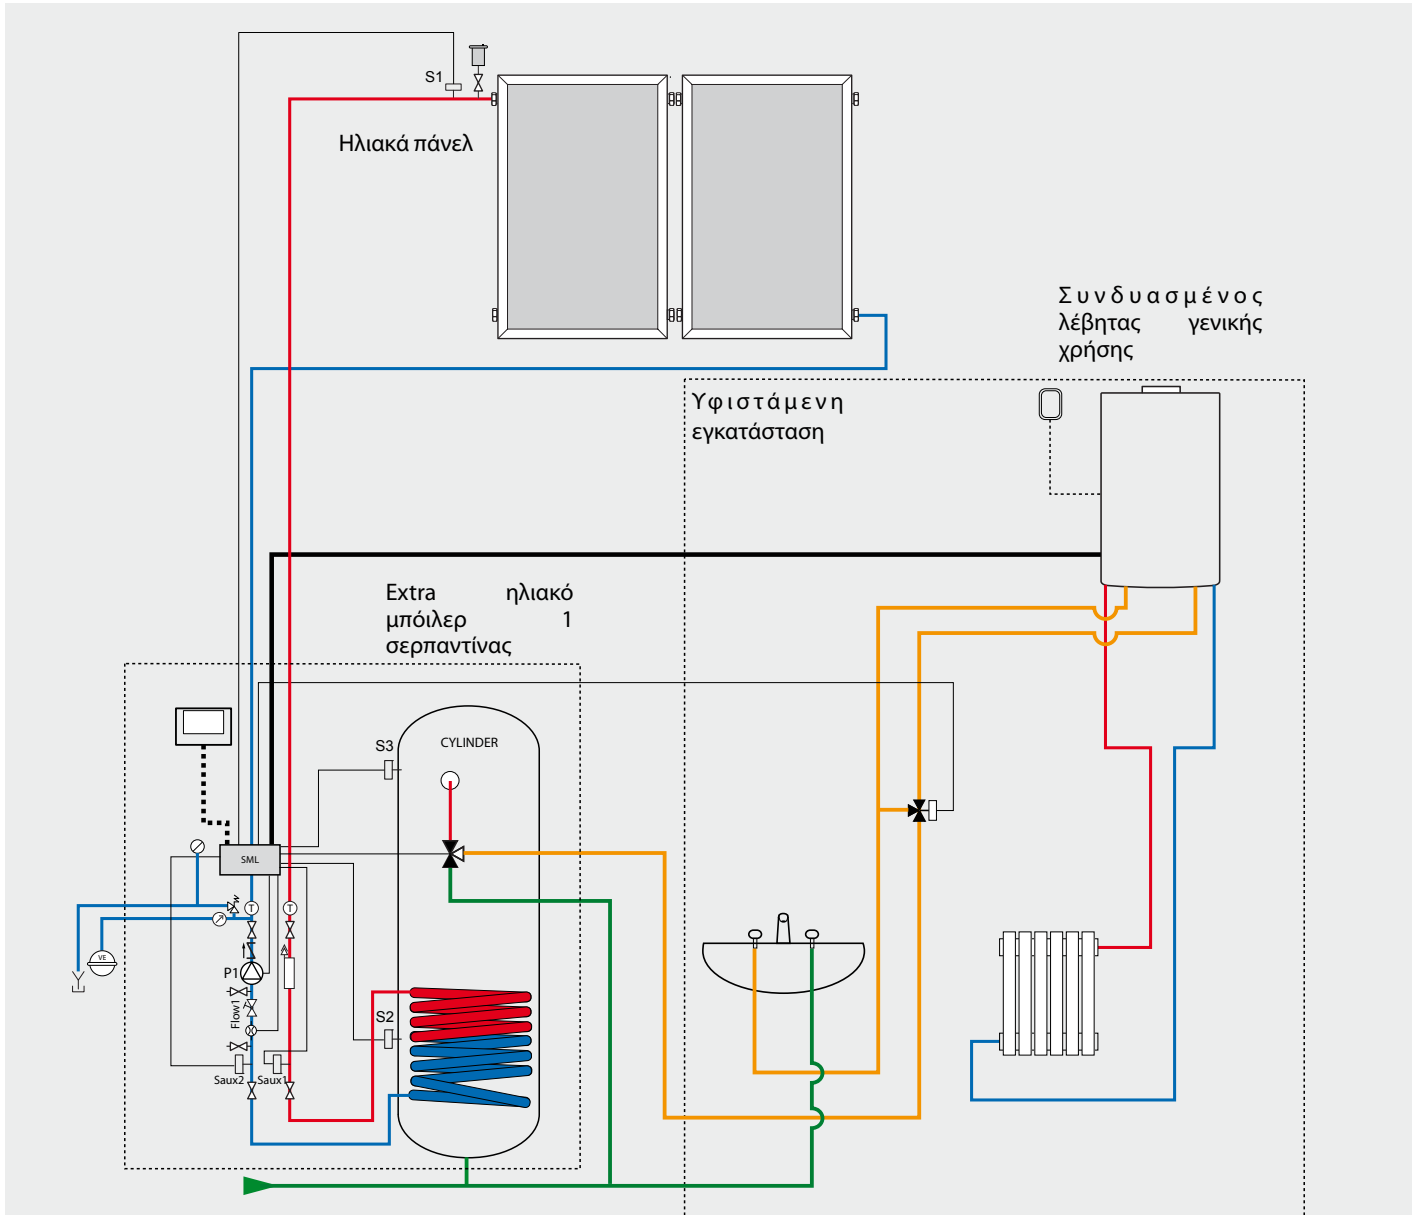 S1
Ηλιακά πάνελ
Συνδυασμένος
λέβητας γενικής
χρήσης
Υφιστάμενη
εγκατάσταση
Extra ηλιακό
μπόιλερ 1
σερπαντίνας
S3
CYLINDER
SML
T
T
VE
P1
Flow1
S2
Saux2
Saux1